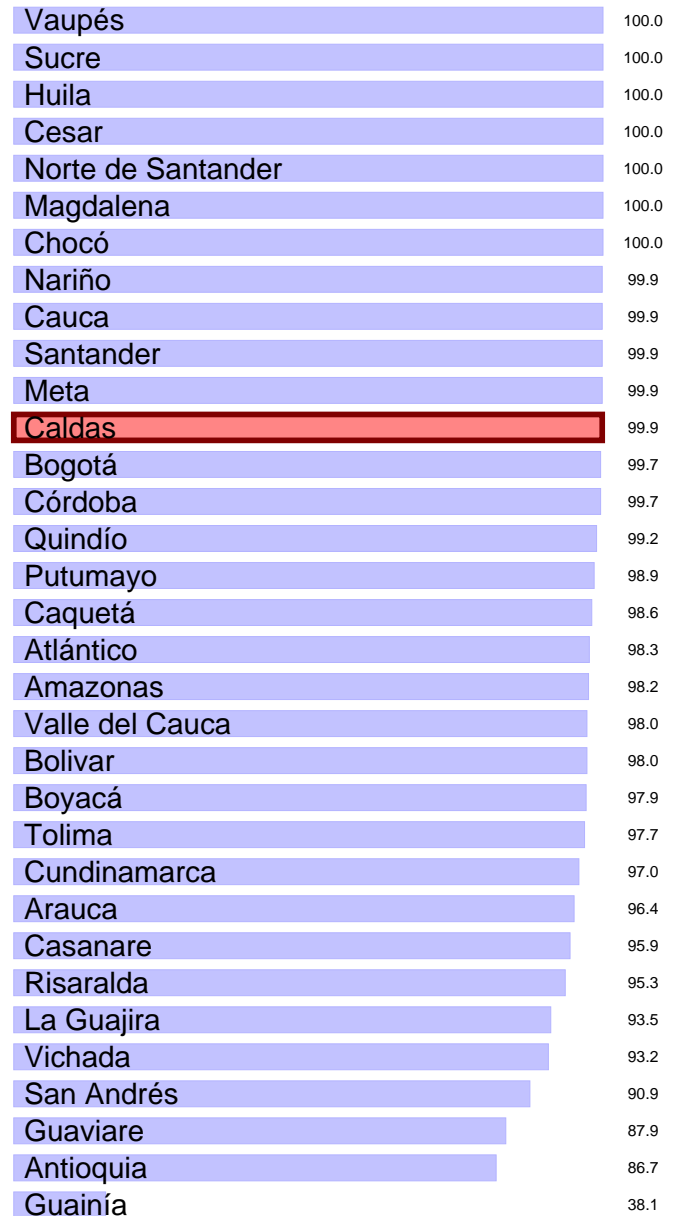 Vaupés 100.0
Sucre 100.0
Huila 100.0
Cesar 100.0
Norte de Santander 100.0
Magdalena 100.0
Chocó 100.0
Nariño 99.9
Cauca 99.9
Santander 99.9
Meta 99.9
Caldas 99.9
Bogotá 99.7
Córdoba 99.7
Quindío 99.2
Putumayo 98.9
Caquetá 98.6
Atlántico 98.3
Amazonas 98.2
Valle del Cauca 98.0
Bolivar 98.0
Boyacá 97.9
Tolima 97.7
Cundinamarca 97.0
Arauca 96.4
Casanare 95.9
Risaralda 95.3
La Guajira 93.5
Vichada 93.2
San Andrés 90.9
Guaviare 87.9
Antioquia 86.7
Guainía 38.1